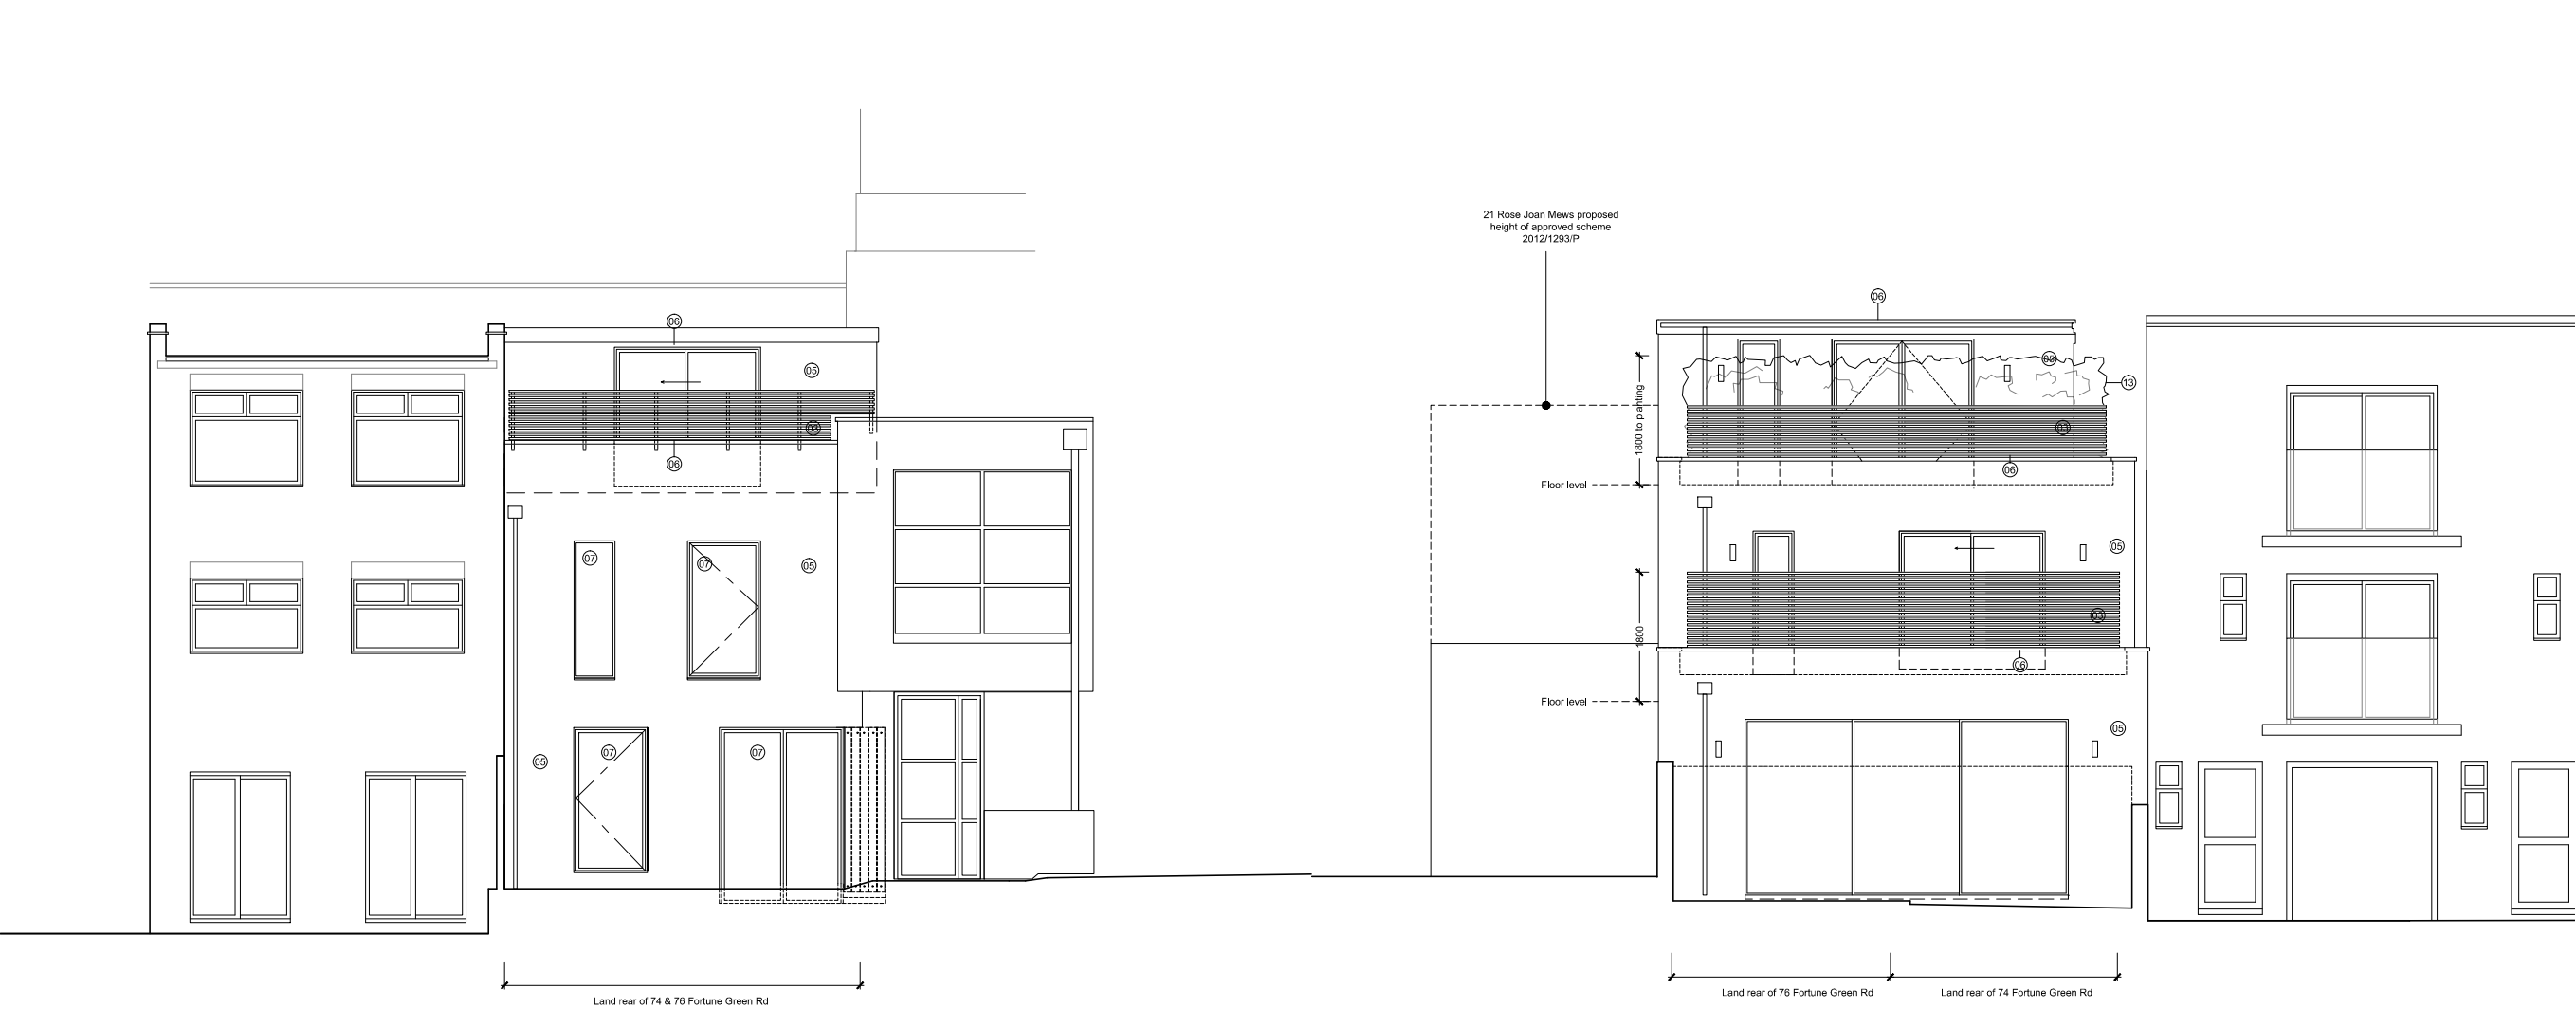 21 Rose Joan Mews proposed
height of approved scheme
2012/1293/P
06
05
03
06
07
07
05
05
07
07
Land rear of 74 & 76 Fortune Green Rd
06
05
13
1800 to planting
03
06
Floor level
05
1800
03
06
Floor level
05
Land rear of 76 Fortune Green Rd
Land rear of 74 Fortune Green Rd